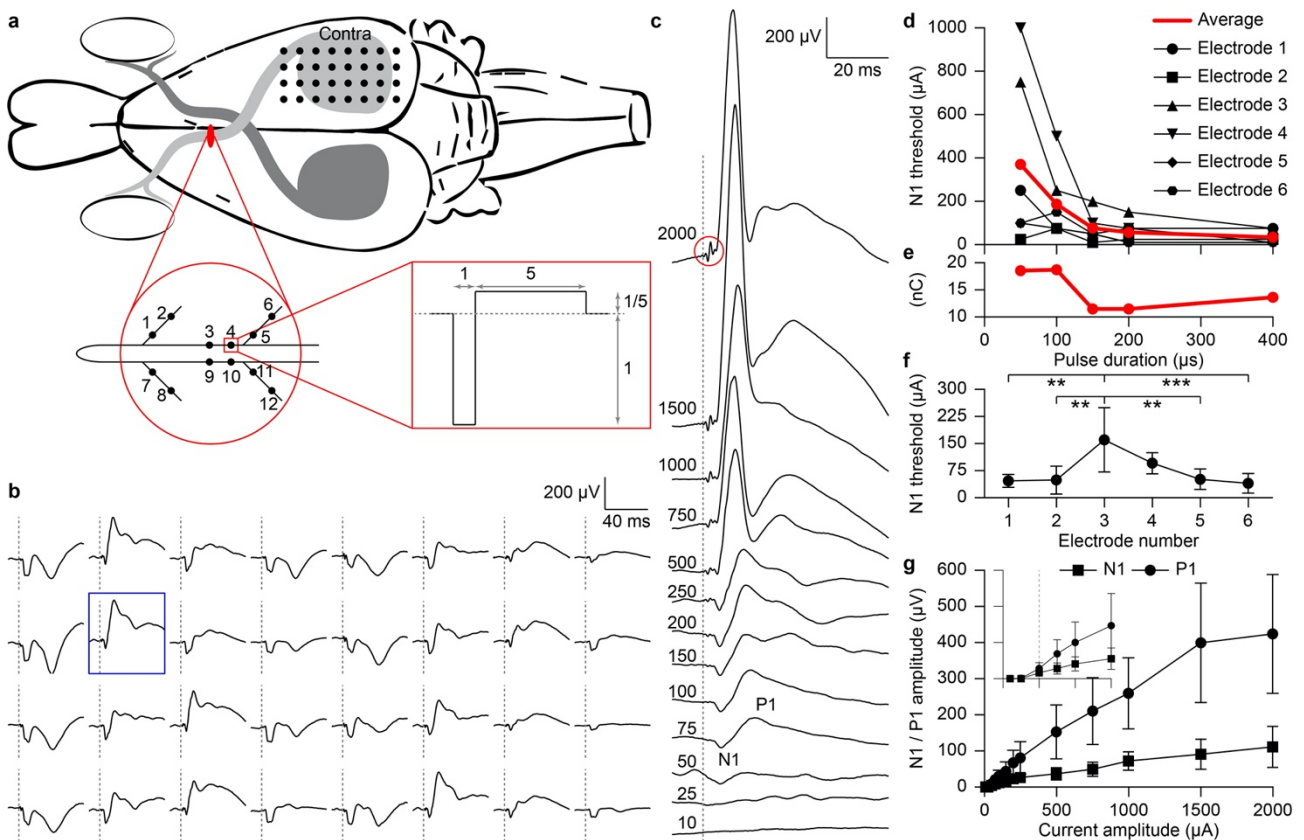 a
Contra
1
2
3
4
5
6
7
8
9
10
11
12
1
5
1/5
1
b
200 µV
40 ms
c
200 µV
20 ms
2000
1500
1000
750
500
250
200
150
100
75
50
25
10
P1
N1
d
Average
Electrode 1
Electrode 2
Electrode 3
Electrode 4
Electrode 5
Electrode 6
N1 threshold (µA)
1000
800
600
400
200
0
e
(nC)
20
15
10
0 100 200 300 400
Pulse duration (µs)
f
** ***
** **
N1 threshold (µA)
300
225
150
75
0
1 2 3 4 5 6
Electrode number
g
N1 P1
N1 / P1 amplitude (µV)
600
500
400
300
200
100
0
0 500 1000 1500 2000
Current amplitude (µA)